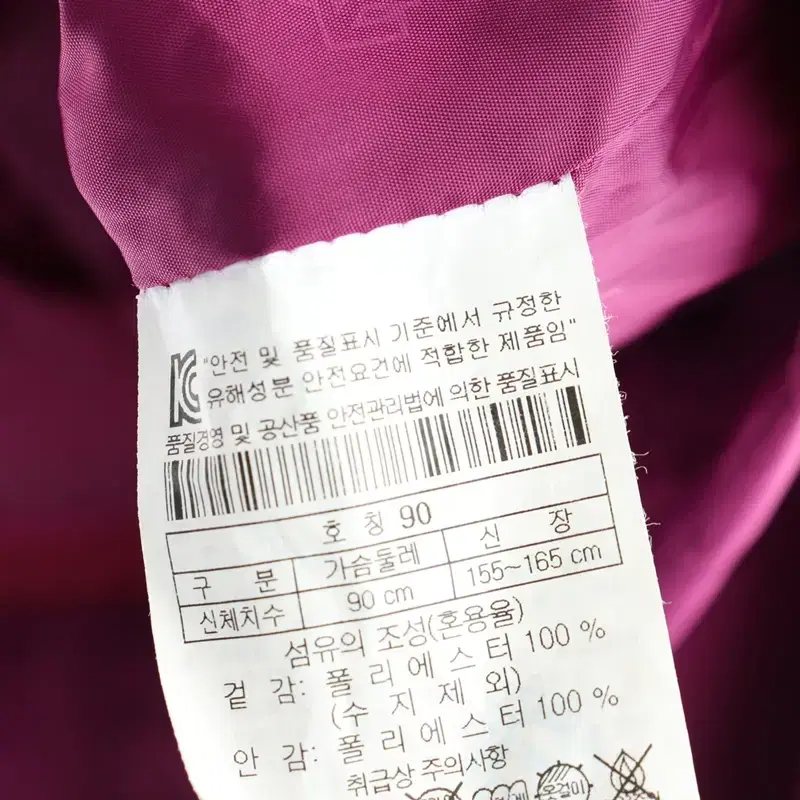 "안전 및 품질표시 기준에서 규정한
유해성분 안전요건에 적합한 제품임"
품질경영 및 공산품 안전관리법에 의한 품질표시
호 칭 90
구 분 가슴둘레 신 장
신체치수 90 cm 155~165 cm
섬유의 조성(혼용율)
겉 감: 폴 리 에 스 터 100 %
(수 지 제 외)
안 감: 폴 리 에 스 터 100 %
취급상 주의사항
옷걸이